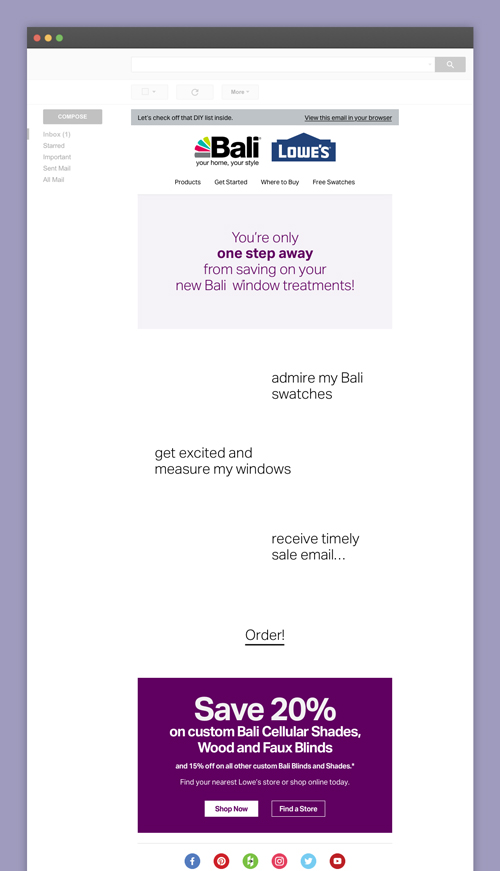 More
COMPOSE
Inbox (1)
Starred
Important
Sent Mail
All Mail
Let's check off that DIY list inside.
View this email in your browser
Bali®
your home, your style™
LOWE'S®
Products Get Started Where to Buy Free Swatches
You're only
one step away
from saving on your
new Bali® window treatments!
admire my Bali
swatches
get excited and
measure my windows
receive timely
sale email...
Order!
Save 20%
on custom Bali Cellular Shades,
Wood and Faux Blinds
and 15% off on all other custom Bali Blinds and Shades.*
Find your nearest Lowe's store or shop online today.
Shop Now
Find a Store